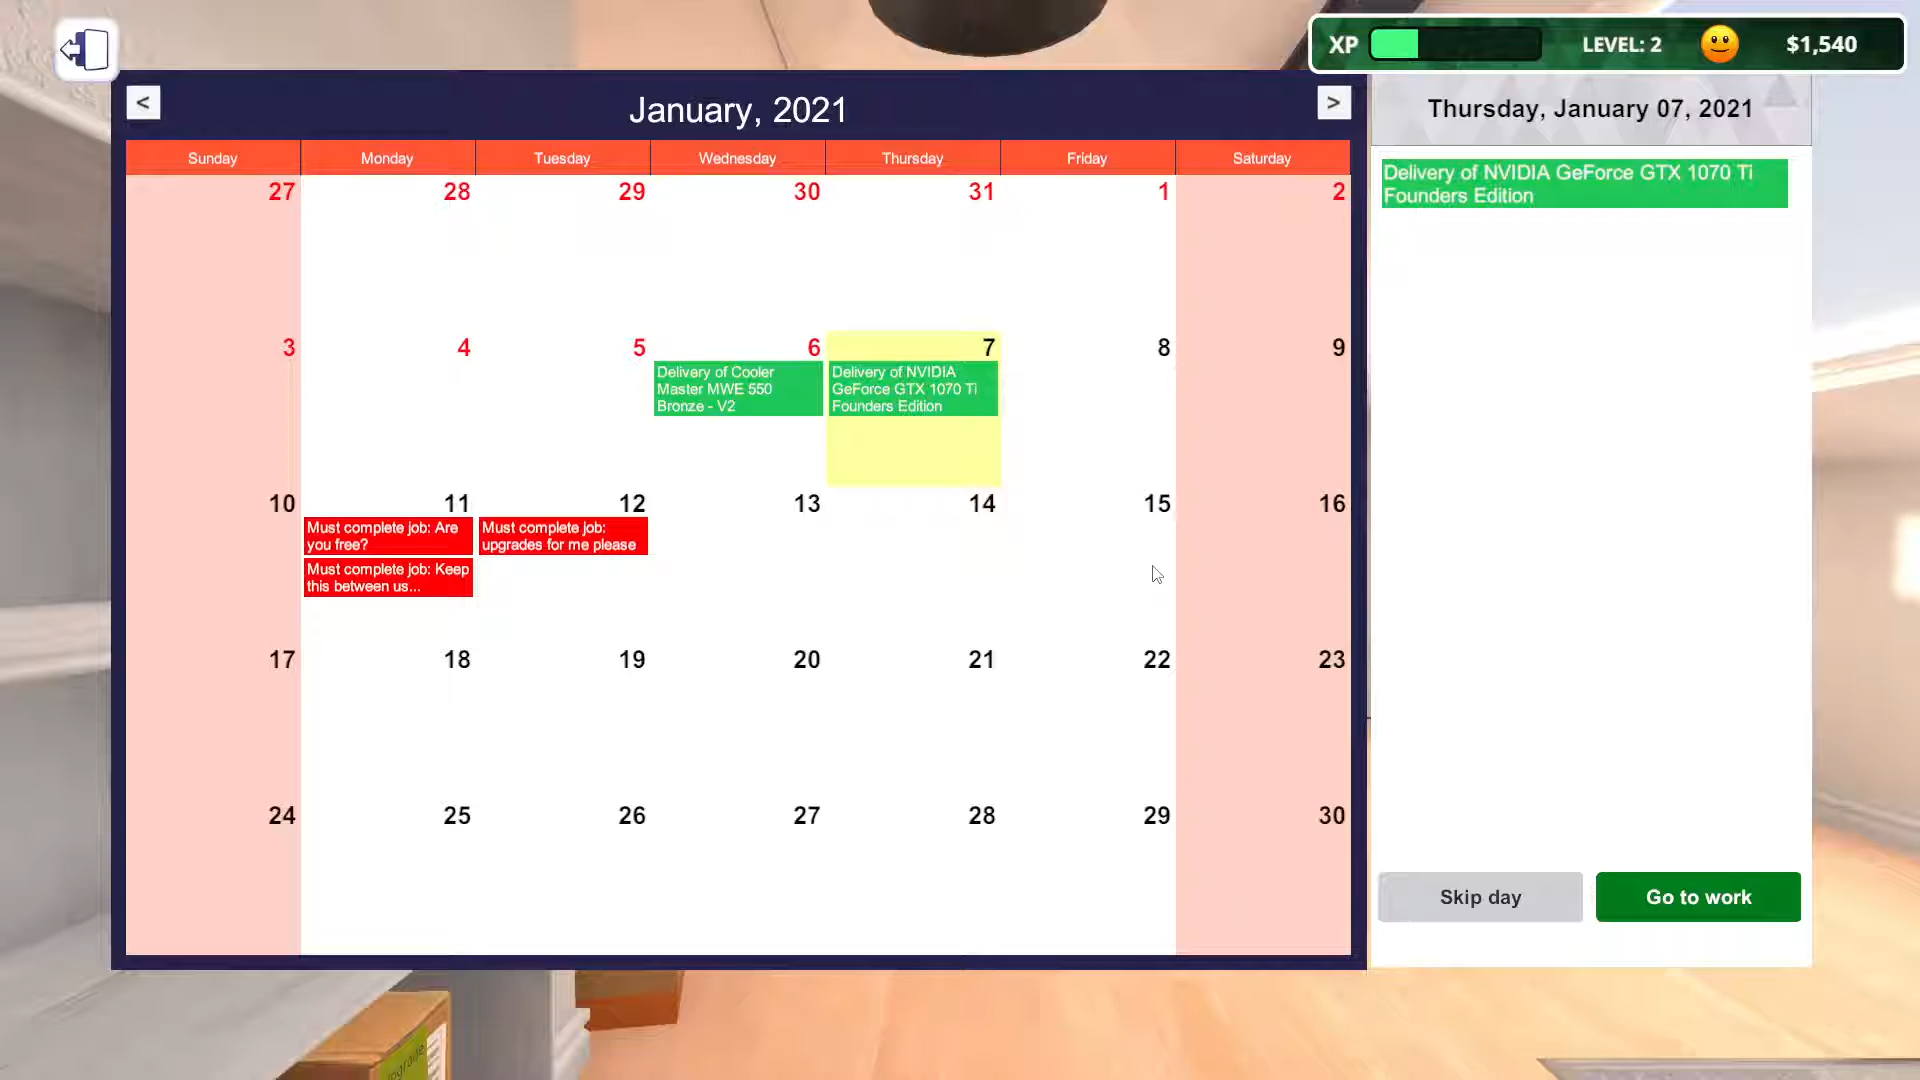 XP
LEVEL: 2
$1,540
<
January, 2021
>
Thursday, January 07, 2021
Sunday
Monday
Tuesday
Wednesday
Thursday
Friday
Saturday
Delivery of NVIDIA GeForce GTX 1070 Ti
Founders Edition
27
28
29
30
31
1
2
3
4
5
6
7
8
9
Delivery of Cooler
Master MWE 550
Bronze - V2
Delivery of NVIDIA
GeForce GTX 1070 Ti
Founders Edition
10
11
12
13
14
15
16
Must complete job: Are
you free?
Must complete job: Keep
this between us...
Must complete job:
upgrades for me please
17
18
19
20
21
22
23
24
25
26
27
28
29
30
Skip day
Go to work